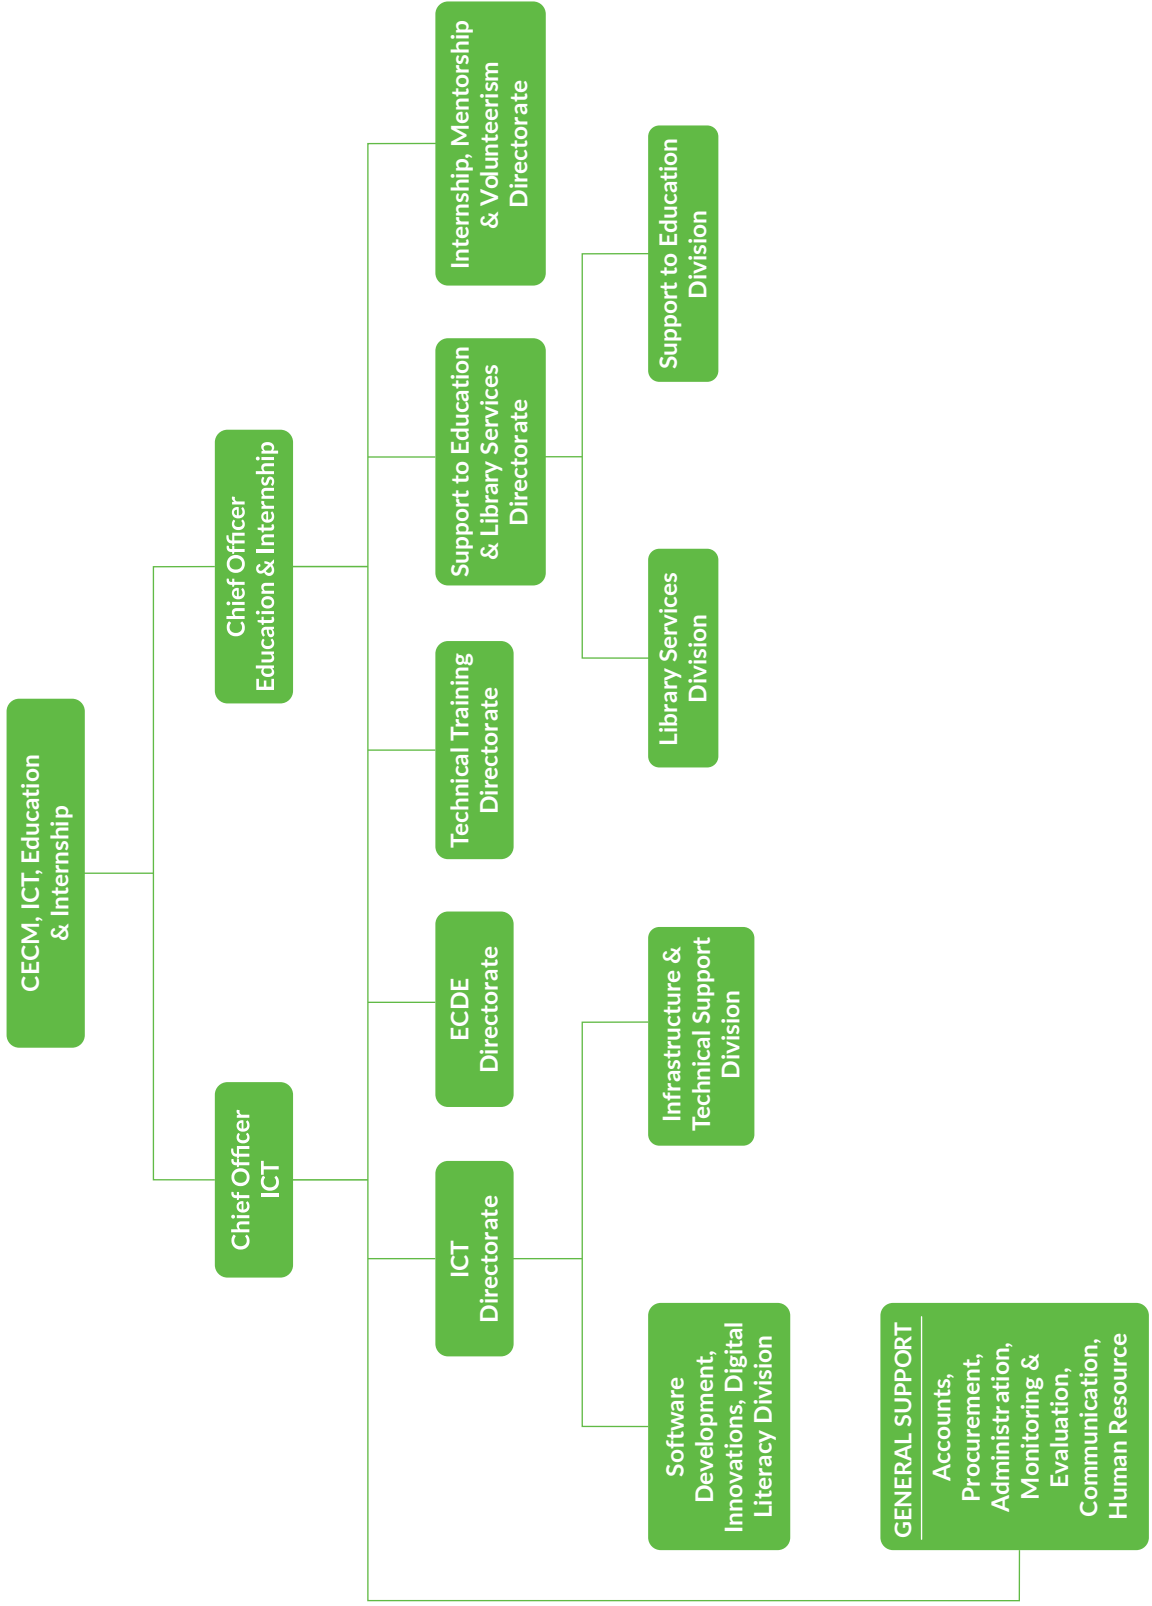 CECM, ICT, Education
& Internship
Chief Officer
ICT
Chief Officer
Education & Internship
ICT
Directorate
ECDE
Directorate
Technical Training
Directorate
Support to Education
& Library Services
Directorate
Internship, Mentorship
& Volunteerism
Directorate
Software
Development,
Innovations, Digital
Literacy Division
Infrastructure &
Technical Support
Division
Library Services
Division
Support to Education
Division
GENERAL SUPPORT
Accounts,
Procurement,
Administration,
Monitoring &
Evaluation,
Communication,
Human Resource